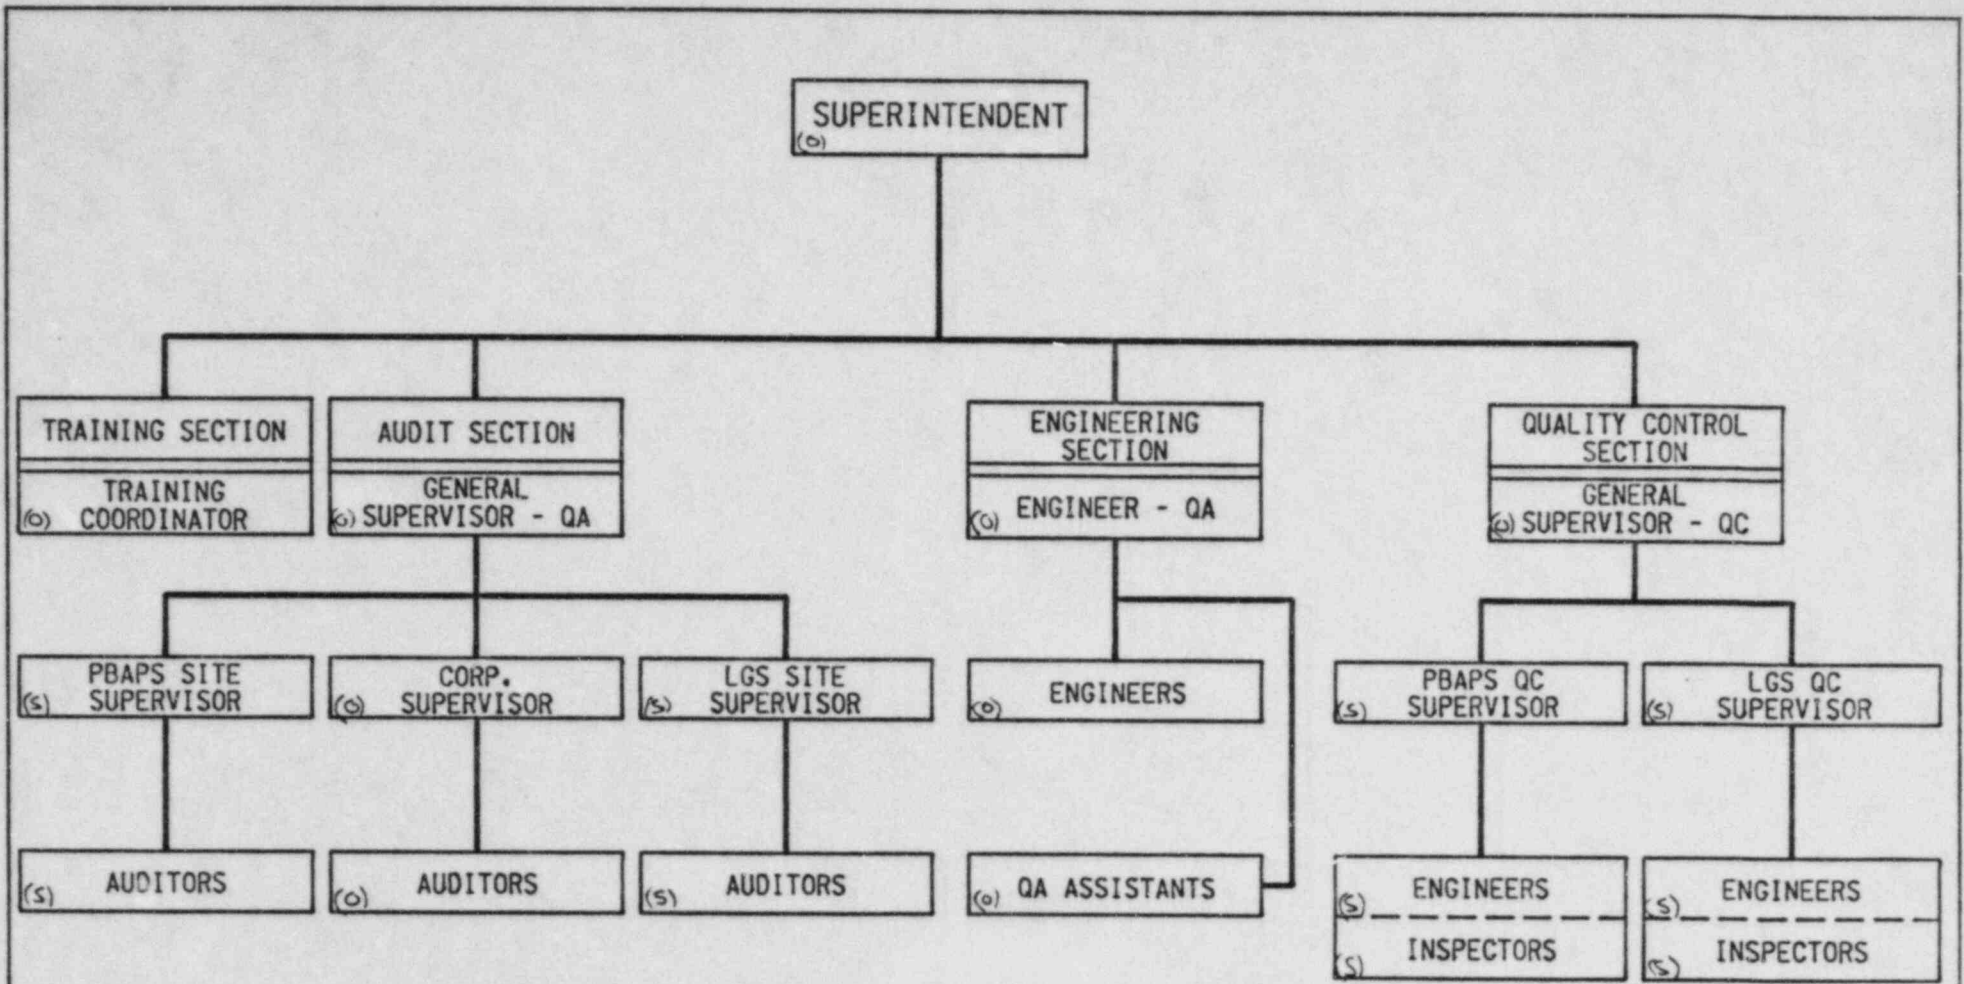 SUPERINTENDENT
(O)
TRAINING SECTION
TRAINING
(O) COORDINATOR
AUDIT SECTION
GENERAL
(O) SUPERVISOR - QA
ENGINEERING
SECTION
(O) ENGINEER - QA
QUALITY CONTROL
SECTION
GENERAL
(O) SUPERVISOR - QC
PBAPS SITE
(S) SUPERVISOR
CORP.
(O) SUPERVISOR
LGS SITE
(S) SUPERVISOR
(O) ENGINEERS
PBAPS QC
(S) SUPERVISOR
LGS QC
(S) SUPERVISOR
(S) AUDITORS
(O) AUDITORS
(S) AUDITORS
(O) QA ASSISTANTS
(S) ENGINEERS
(S) INSPECTORS
(S) ENGINEERS
(S) INSPECTORS